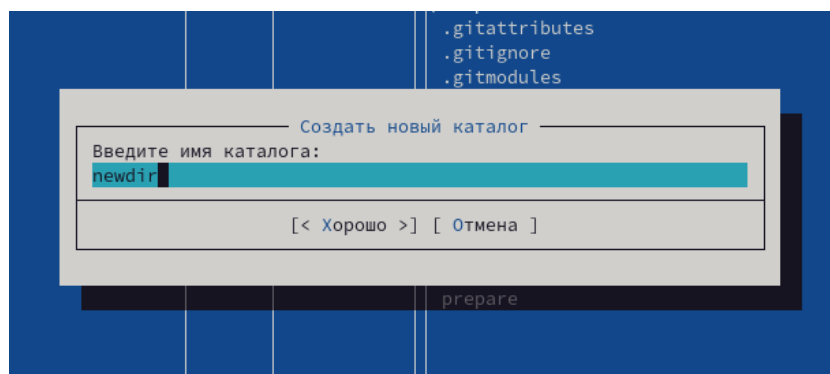 .gitattributes
.gitignore
.gitmodules
Создать новый каталог
Введите имя каталога:
newdir
[< Хорошо >] [ Отмена ]
prepare